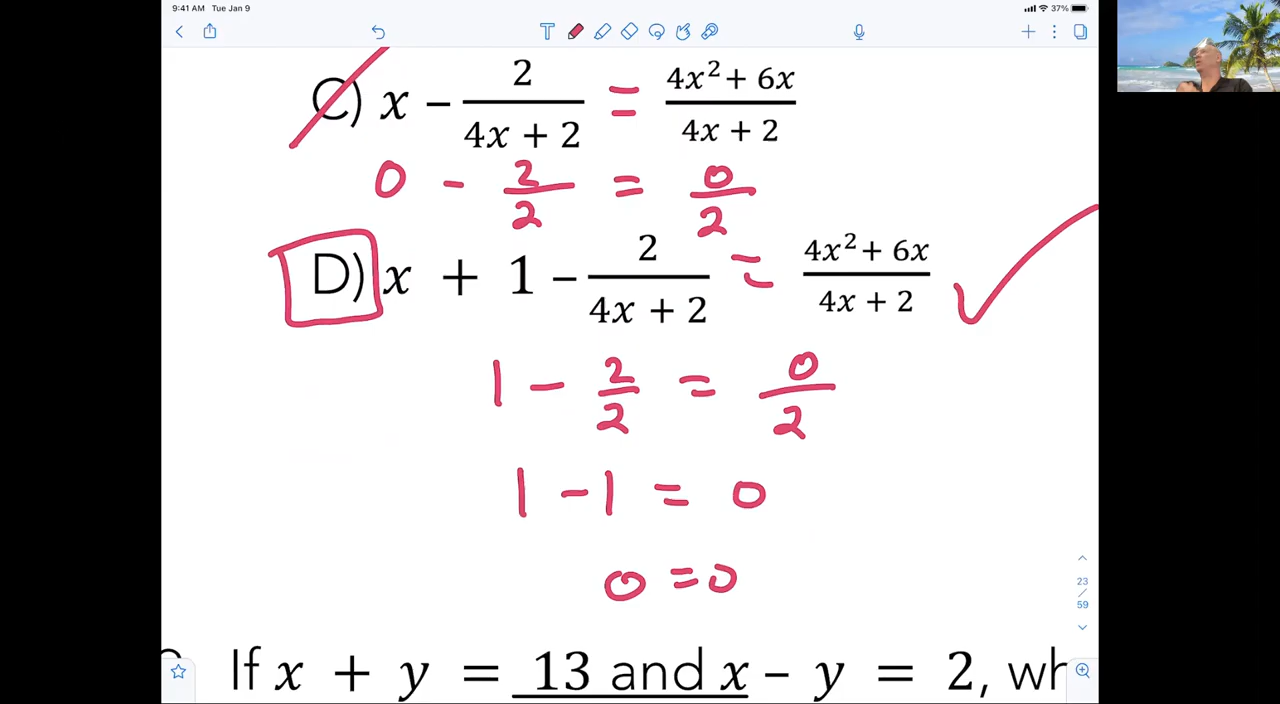 9:41 AM Tue Jan 9 37%
C) x − 2/(4x + 2) = (4x² + 6x)/(4x + 2)
0 − 2/2 = 0/2
D) x + 1 − 2/(4x + 2) = (4x² + 6x)/(4x + 2)
1 − 2/2 = 0/2
1 − 1 = 0
0 = 0
23
/
59
If x + y = 13 and x − y = 2,